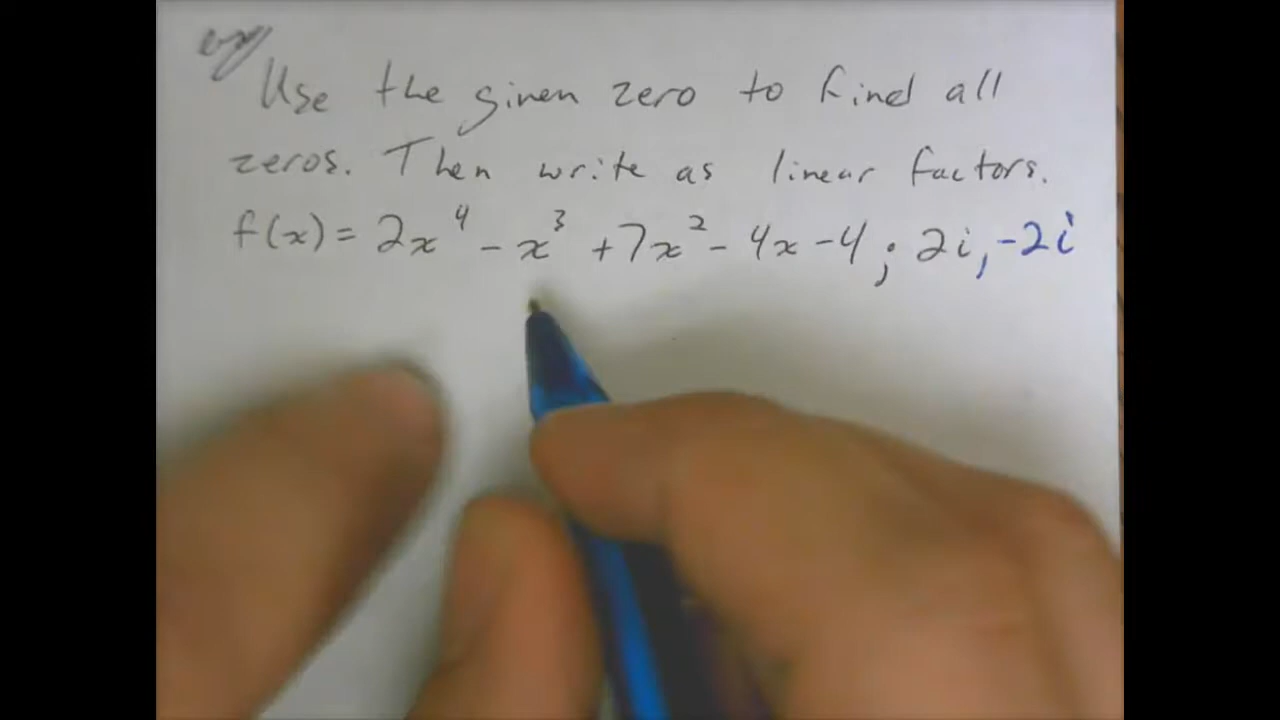 ex)
Use the given zero to find all
zeros. Then write as linear factors.
f(x) = 2x⁴ - x³ + 7x² - 4x - 4 ; 2i, -2i